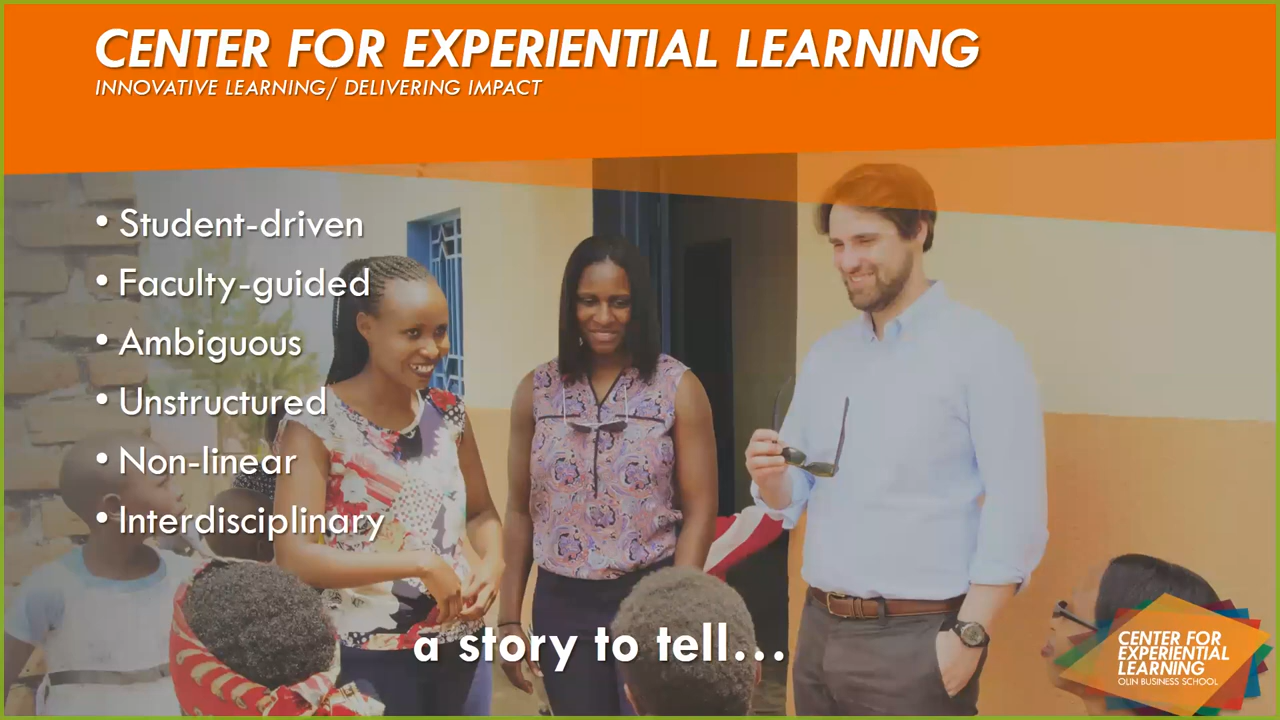 CENTER FOR EXPERIENTIAL LEARNING
INNOVATIVE LEARNING/ DELIVERING IMPACT
• Student-driven
• Faculty-guided
• Ambiguous
• Unstructured
• Non-linear
• Interdisciplinary
a story to tell...
CENTER FOR
EXPERIENTIAL
LEARNING
OLIN BUSINESS SCHOOL